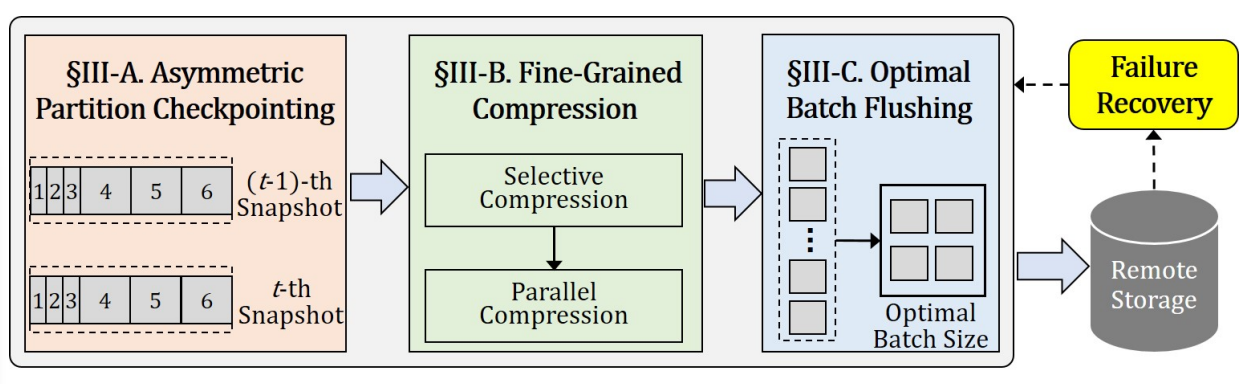 §III-A. Asymmetric
Partition Checkpointing
1 2 3 4 5 6
(t-1)-th
Snapshot
1 2 3 4 5 6
t-th
Snapshot
§III-B. Fine-Grained
Compression
Selective
Compression
Parallel
Compression
§III-C. Optimal
Batch Flushing
Optimal
Batch Size
Failure
Recovery
Remote
Storage